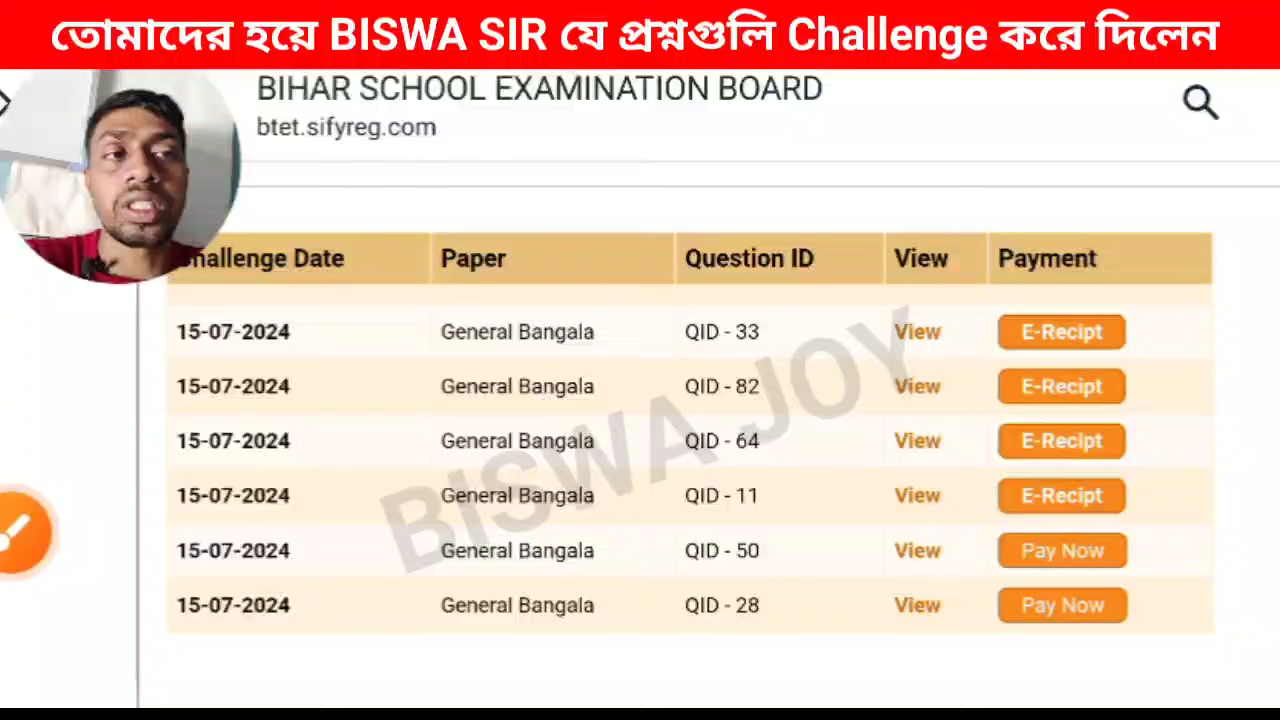 তোমাদের হয়ে BISWA SIR যে প্রশ্নগুলি Challenge করে দিলেন
BIHAR SCHOOL EXAMINATION BOARD
btet.sifyreg.com
hallenge Date Paper Question ID View Payment
15-07-2024 General Bangala QID - 33 View E-Recipt
15-07-2024 General Bangala QID - 82 View E-Recipt
15-07-2024 General Bangala QID - 64 View E-Recipt
15-07-2024 General Bangala QID - 11 View E-Recipt
15-07-2024 General Bangala QID - 50 View Pay Now
15-07-2024 General Bangala QID - 28 View Pay Now
BISWA JOY